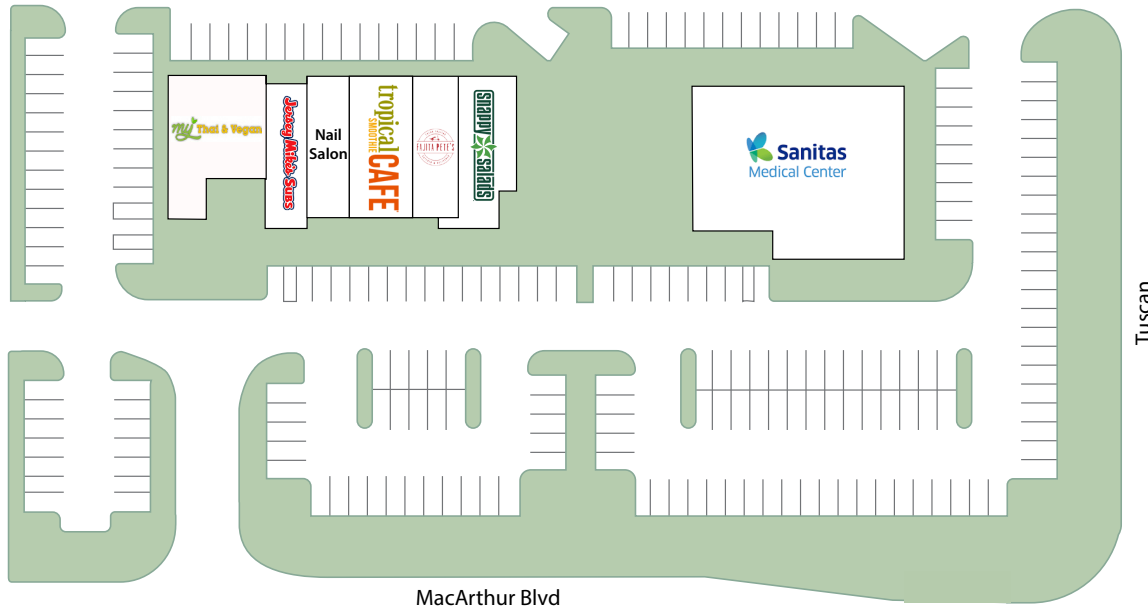 my Thai & Vegan
Jersey Mike's Subs
Nail
Salon
tropical
SMOOTHIE
CAFE
FAJITA PETE'S
snappy
salads
Sanitas
Medical Center
Tuscan
MacArthur Blvd